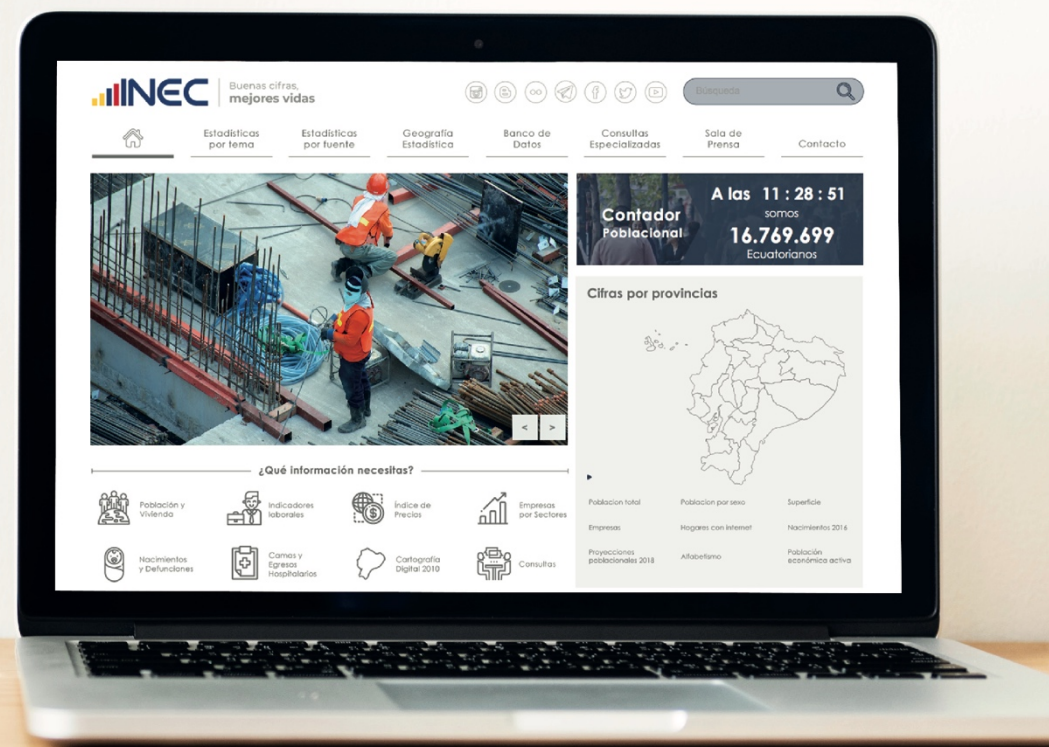 INEC
Buenas cifras,
mejores vidas
Búsqueda
Estadísticas
por tema
Estadísticas
por fuente
Geografía
Estadística
Banco de
Datos
Consultas
Especializadas
Sala de
Prensa
Contacto
Contador
Poblacional
A las 11 : 28 : 51
somos
16.769.699
Ecuatorianos
Cifras por provincias
< >
¿Qué información necesitas?
Población y
Vivienda
Indicadores
laborales
Índice de
Precios
Empresas
por Sectores
Nacimientos
y Defunciones
Camas y
Egresos
Hospitalarios
Cartografía
Digital 2010
Consultas
Poblacion total
Poblacion por sexo
Superficie
Empresas
Hogares con internet
Nacimientos 2016
Proyecciones
poblacionales 2018
Alfabetismo
Población
económica activa